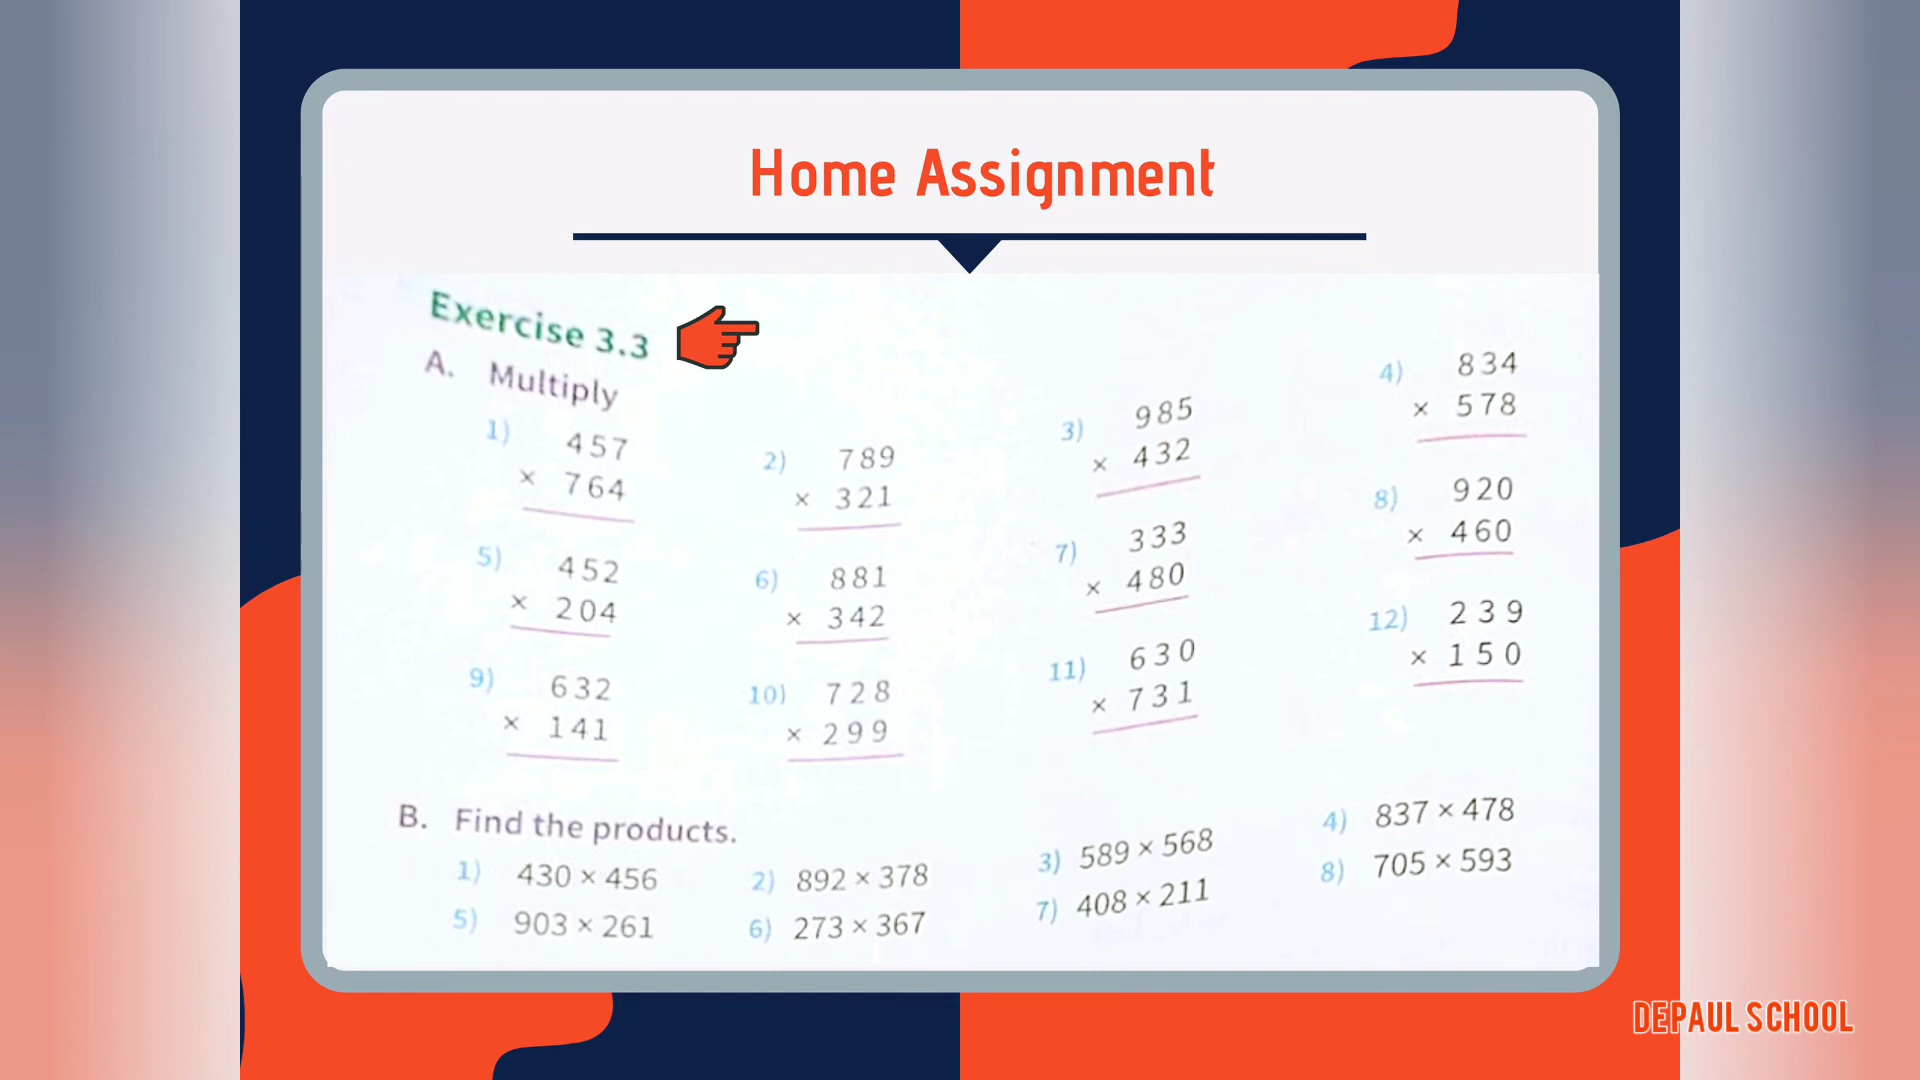 Home Assignment
Exercise 3.3
A. Multiply
1) 457
× 764
2) 789
× 321
3) 985
× 432
4) 834
× 578
5) 452
× 204
6) 881
× 342
7) 333
× 480
8) 920
× 460
9) 632
× 141
10) 728
× 299
11) 630
× 731
12) 239
× 150
B. Find the products.
1) 430 × 456
2) 892 × 378
3) 589 × 568
4) 837 × 478
5) 903 × 261
6) 273 × 367
7) 408 × 211
8) 705 × 593
DEPAUL SCHOOL